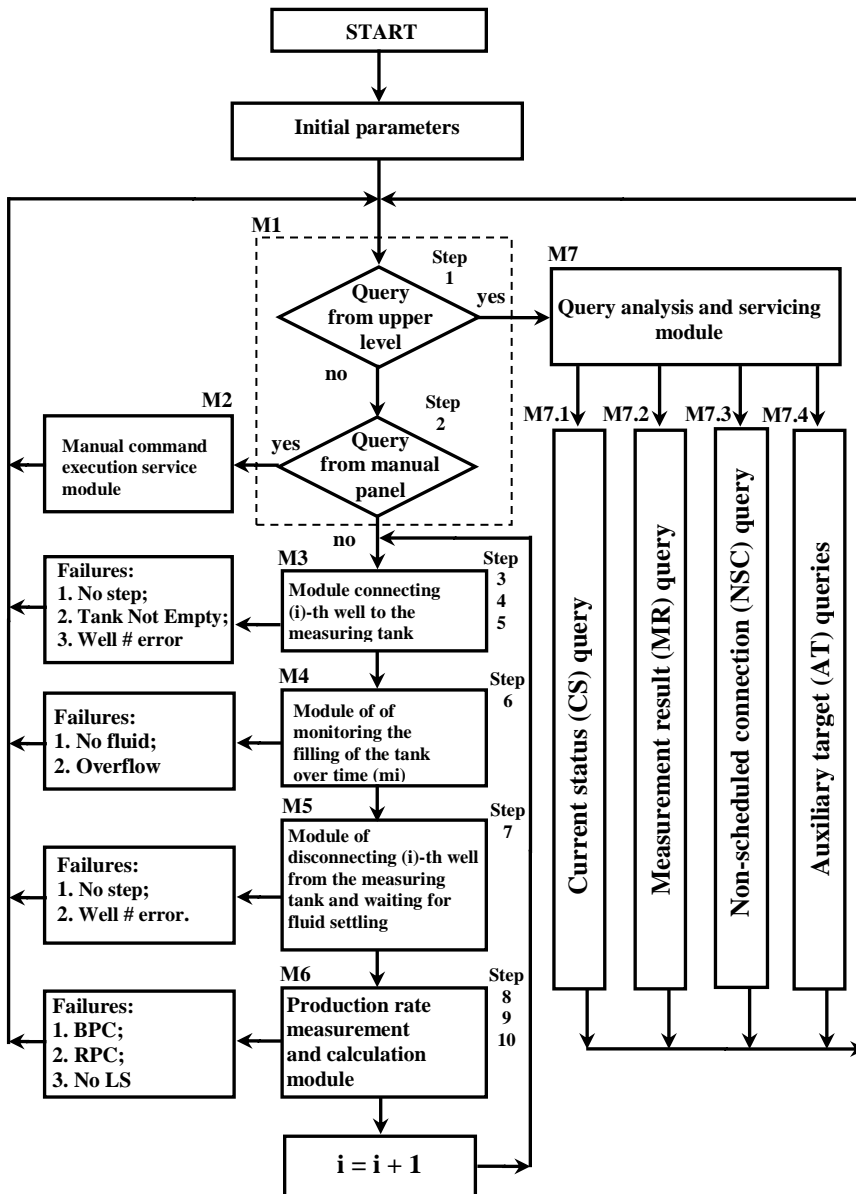 START
Initial parameters
M1
Step
1
Query
from upper
level
yes
no
M7
Query analysis and servicing
module
M7.1
M7.2
M7.3
M7.4
Current status (CS) query
Measurement result (MR) query
Non-scheduled connection (NSC) query
Auxiliary target (AT) queries
Step
2
Query
from manual
panel
yes
no
M2
Manual command
execution service
module
M3
Step
3
4
5
Module connecting
(i)-th well to the
measuring tank
Failures:
1. No step;
2. Tank Not Empty;
3. Well # error
M4
Step
6
Module of of
monitoring the
filling of the tank
over time (mi)
Failures:
1. No fluid;
2. Overflow
M5
Step
7
Module of
disconnecting (i)-th well
from the measuring
tank and waiting for
fluid settling
Failures:
1. No step;
2. Well # error.
M6
Step
8
9
10
Production rate
measurement
and calculation
module
Failures:
1. BPC;
2. RPC;
3. No LS
i = i + 1